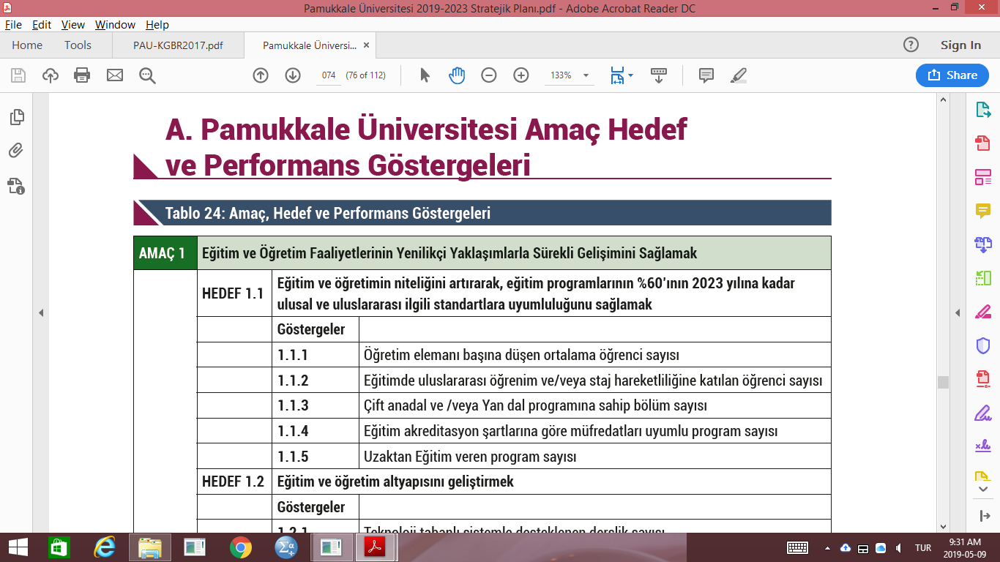 Pamukkale Üniversitesi 2019-2023 Stratejik Planı.pdf - Adobe Acrobat Reader DC
File Edit View Window Help
Home Tools PAU-KGBR2017.pdf Pamukkale Üniversi... × Sign In
074 (76 of 112) 133% Share
A. Pamukkale Üniversitesi Amaç Hedef
ve Performans Göstergeleri
Tablo 24: Amaç, Hedef ve Performans Göstergeleri
AMAÇ 1 Eğitim ve Öğretim Faaliyetlerinin Yenilikçi Yaklaşımlarla Sürekli Gelişimini Sağlamak
HEDEF 1.1 Eğitim ve öğretimin niteliğini artırarak, eğitim programlarının %60'ının 2023 yılına kadar
ulusal ve uluslararası ilgili standartlara uyumluluğunu sağlamak
Göstergeler
1.1.1 Öğretim elemanı başına düşen ortalama öğrenci sayısı
1.1.2 Eğitimde uluslararası öğrenim ve/veya staj hareketliliğine katılan öğrenci sayısı
1.1.3 Çift anadal ve /veya Yan dal programına sahip bölüm sayısı
1.1.4 Eğitim akreditasyon şartlarına göre müfredatları uyumlu program sayısı
1.1.5 Uzaktan Eğitim veren program sayısı
HEDEF 1.2 Eğitim ve öğretim altyapısını geliştirmek
Göstergeler
1.2.1 Teknoloji tabanlı sistemle desteklenen derslik sayısı
TUR 9:31 AM
2019-05-09